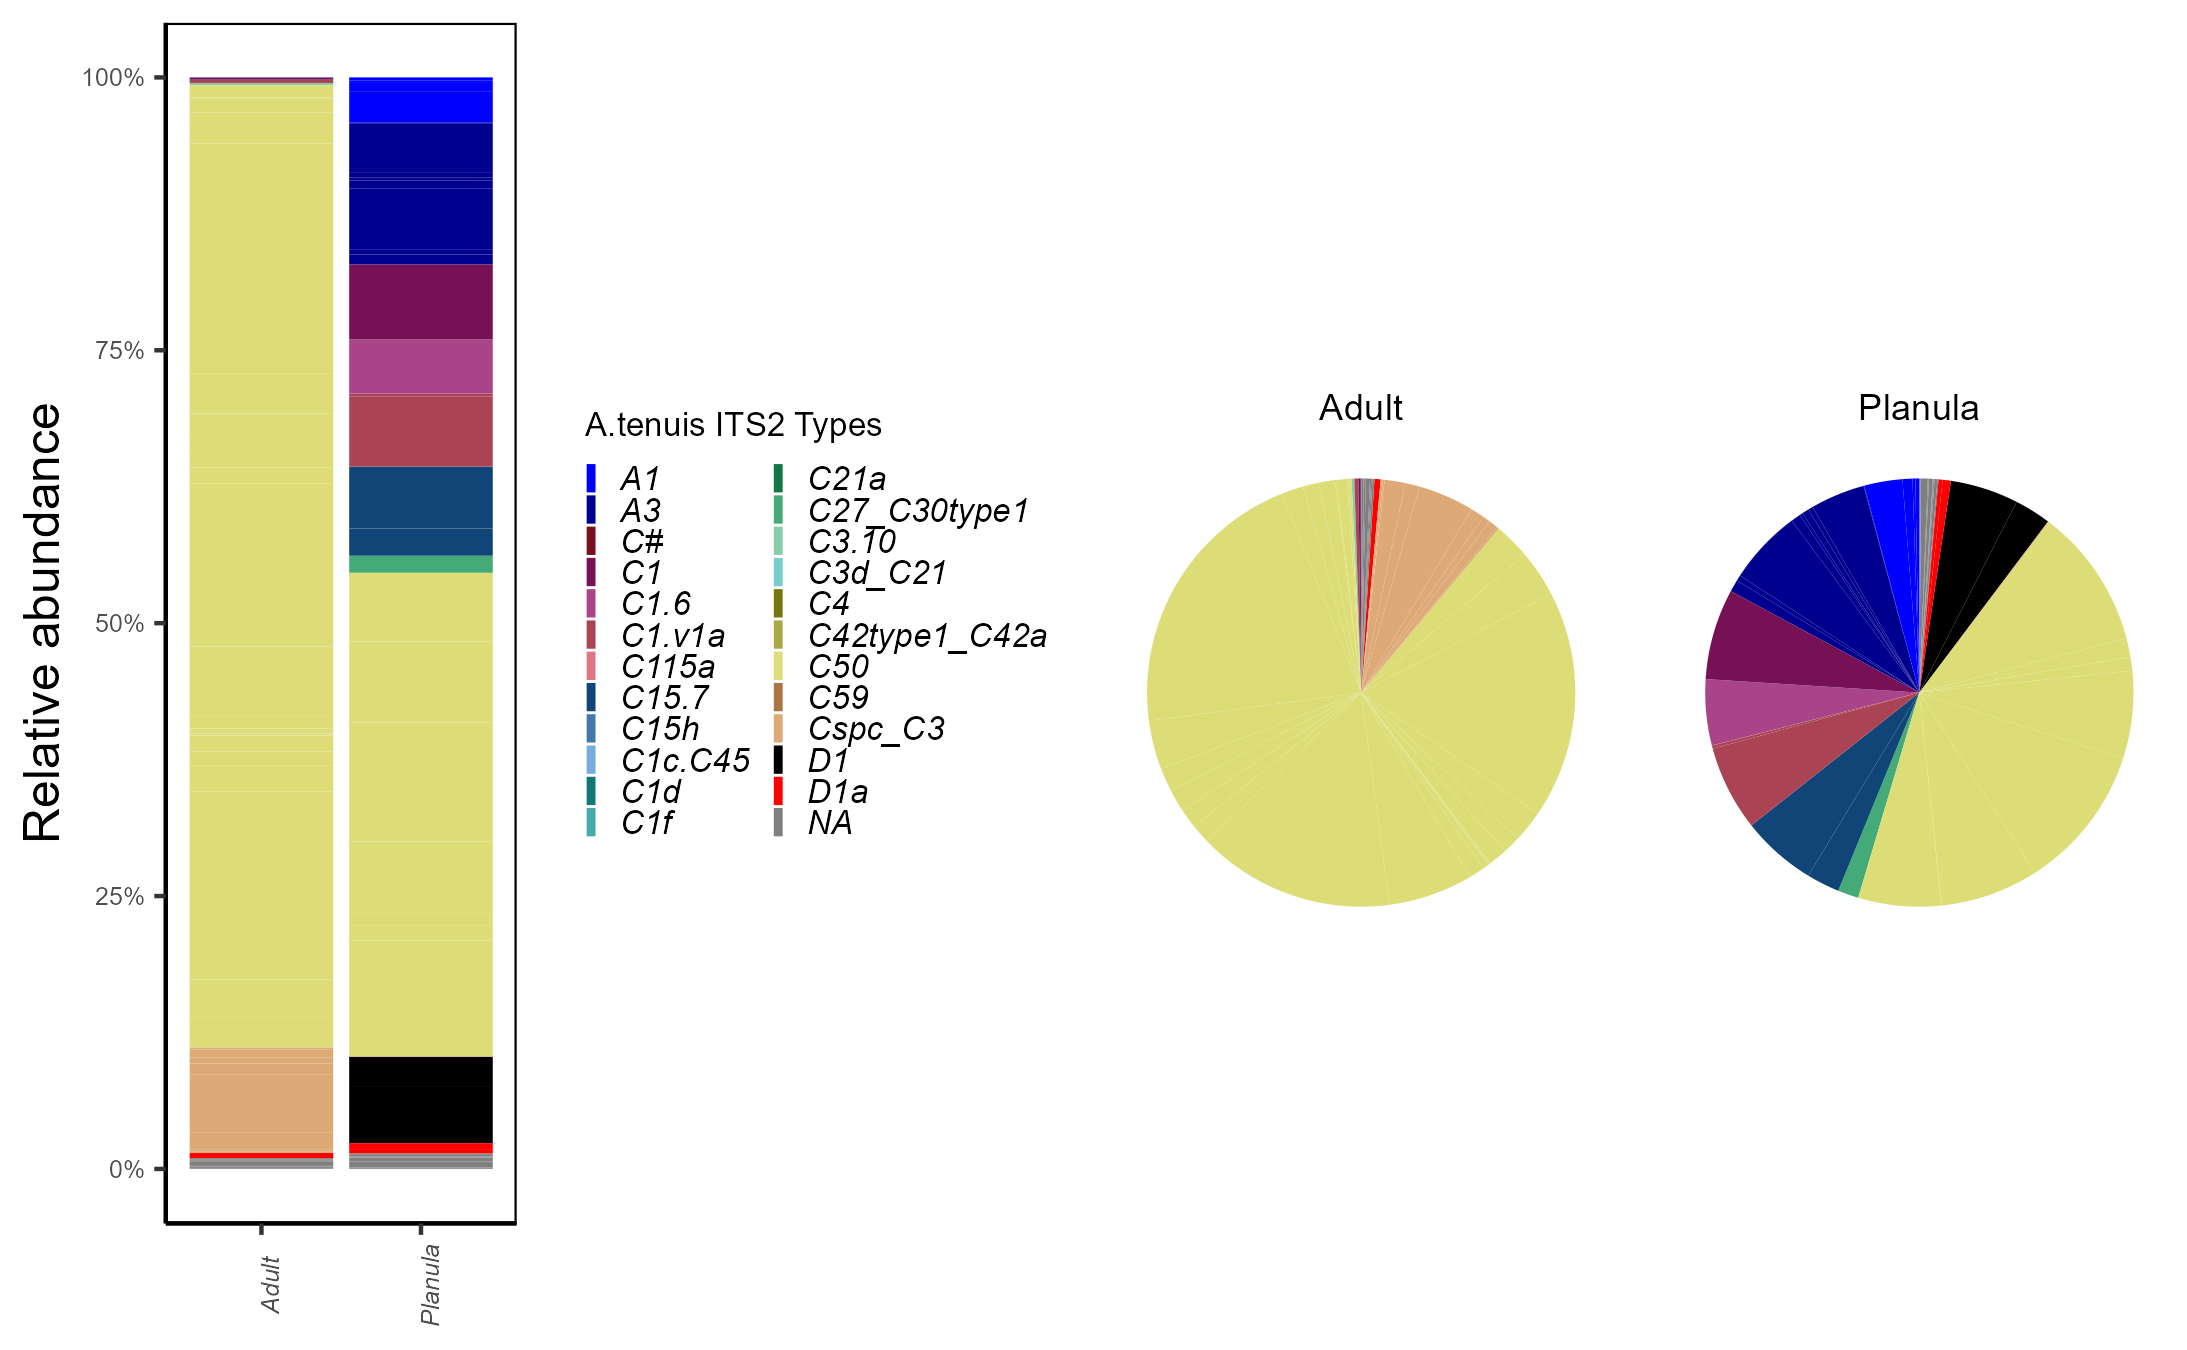 Relative abundance
100%
75%
50%
25%
0%
Adult
Planula
A.tenuis ITS2 Types
A1
A3
C#
C1
C1.6
C1.v1a
C115a
C15.7
C15h
C1c.C45
C1d
C1f
C21a
C27_C30type1
C3.10
C3d_C21
C4
C42type1_C42a
C50
C59
Cspc_C3
D1
D1a
NA
Adult
Planula